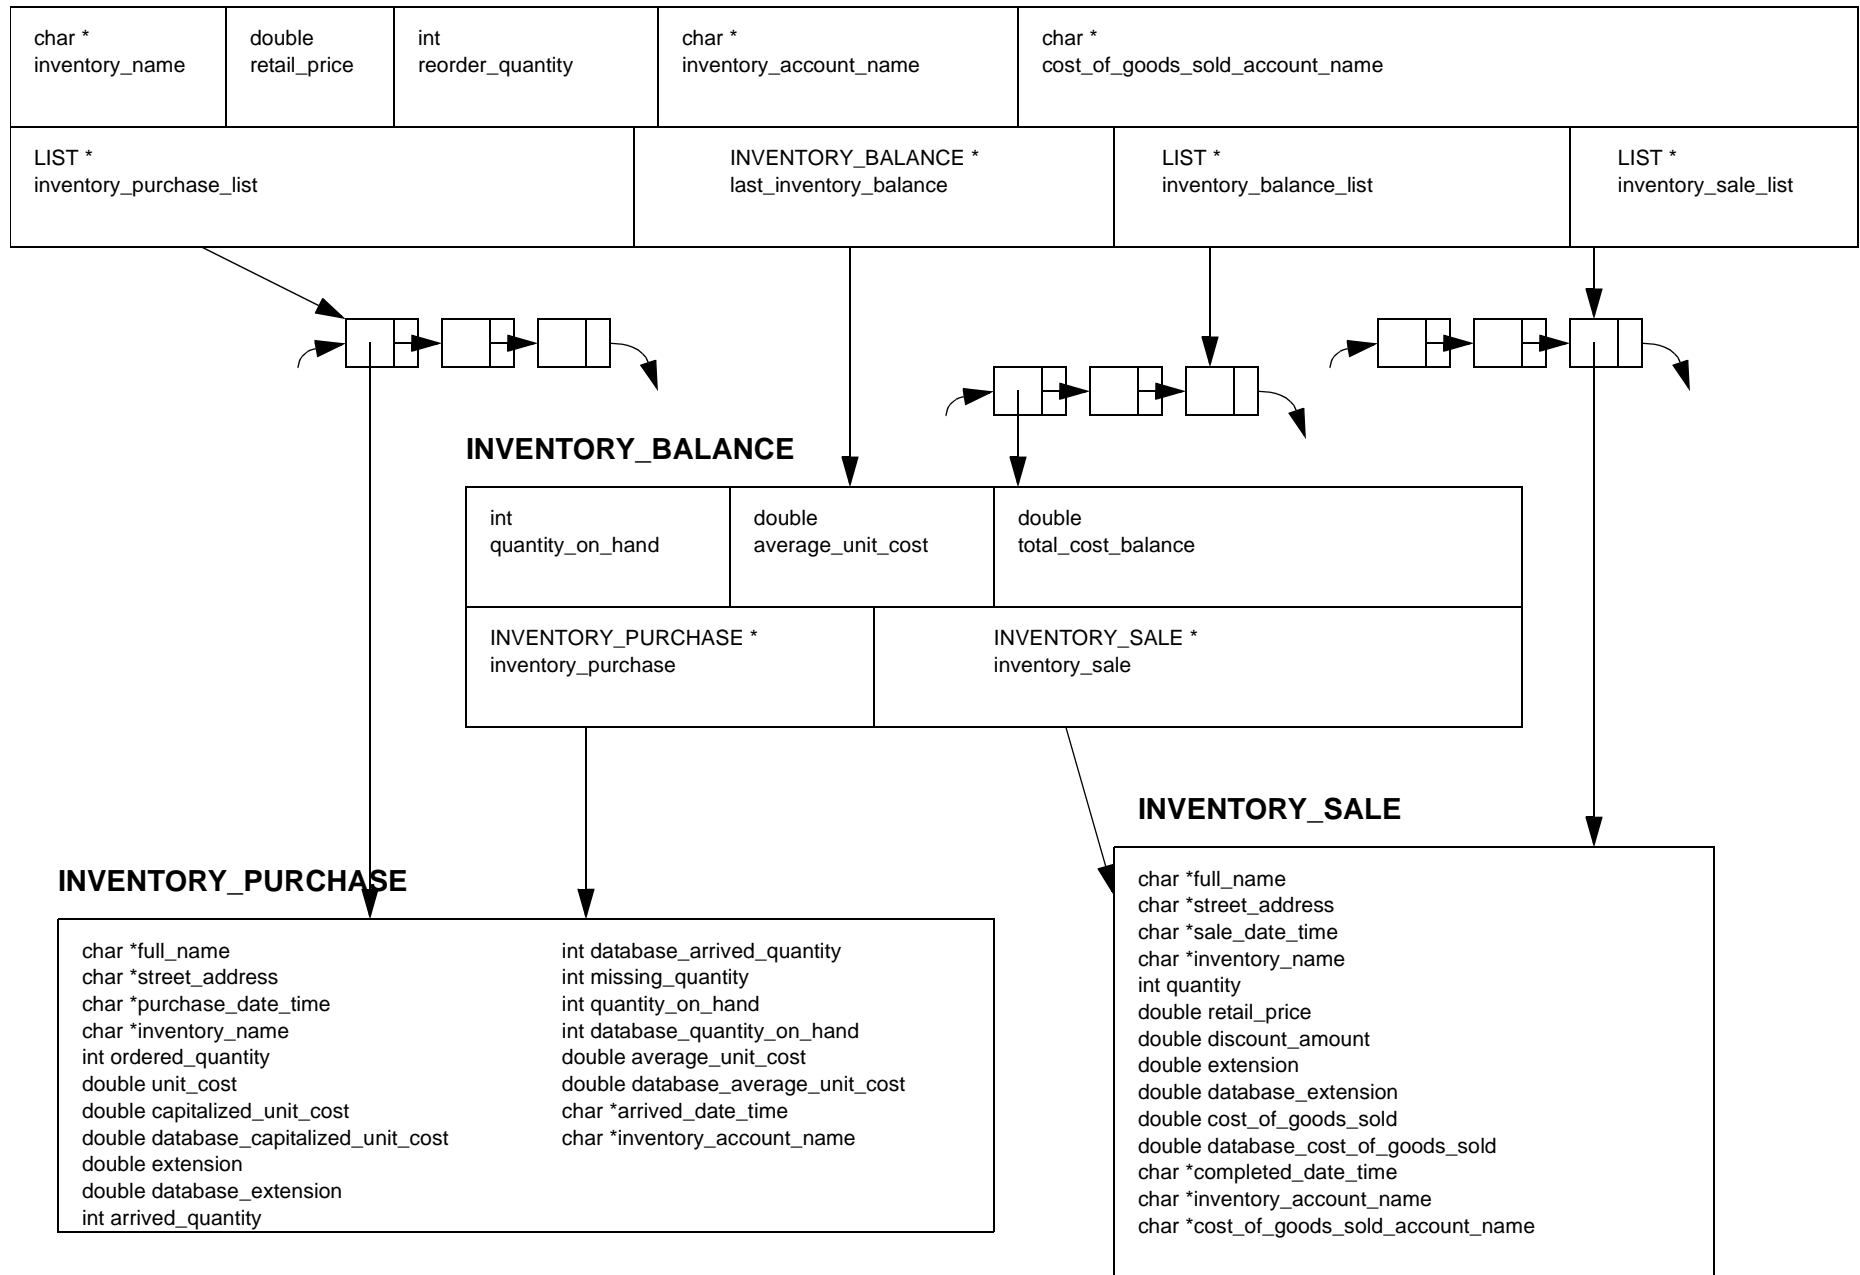 char *
inventory_name
double
retail_price
int
reorder_quantity
char *
inventory_account_name
char *
cost_of_goods_sold_account_name
LIST *
inventory_purchase_list
INVENTORY_BALANCE *
last_inventory_balance
LIST *
inventory_balance_list
LIST *
inventory_sale_list
INVENTORY_BALANCE
int
quantity_on_hand
double
average_unit_cost
double
total_cost_balance
INVENTORY_PURCHASE *
inventory_purchase
INVENTORY_SALE *
inventory_sale
INVENTORY_PURCHASE
char *full_name
char *street_address
char *purchase_date_time
char *inventory_name
int ordered_quantity
double unit_cost
double capitalized_unit_cost
double database_capitalized_unit_cost
double extension
double database_extension
int arrived_quantity
int database_arrived_quantity
int missing_quantity
int quantity_on_hand
int database_quantity_on_hand
double average_unit_cost
double database_average_unit_cost
char *arrived_date_time
char *inventory_account_name
INVENTORY_SALE
char *full_name
char *street_address
char *sale_date_time
char *inventory_name
int quantity
double retail_price
double discount_amount
double extension
double database_extension
double cost_of_goods_sold
double database_cost_of_goods_sold
char *completed_date_time
char *inventory_account_name
char *cost_of_goods_sold_account_name